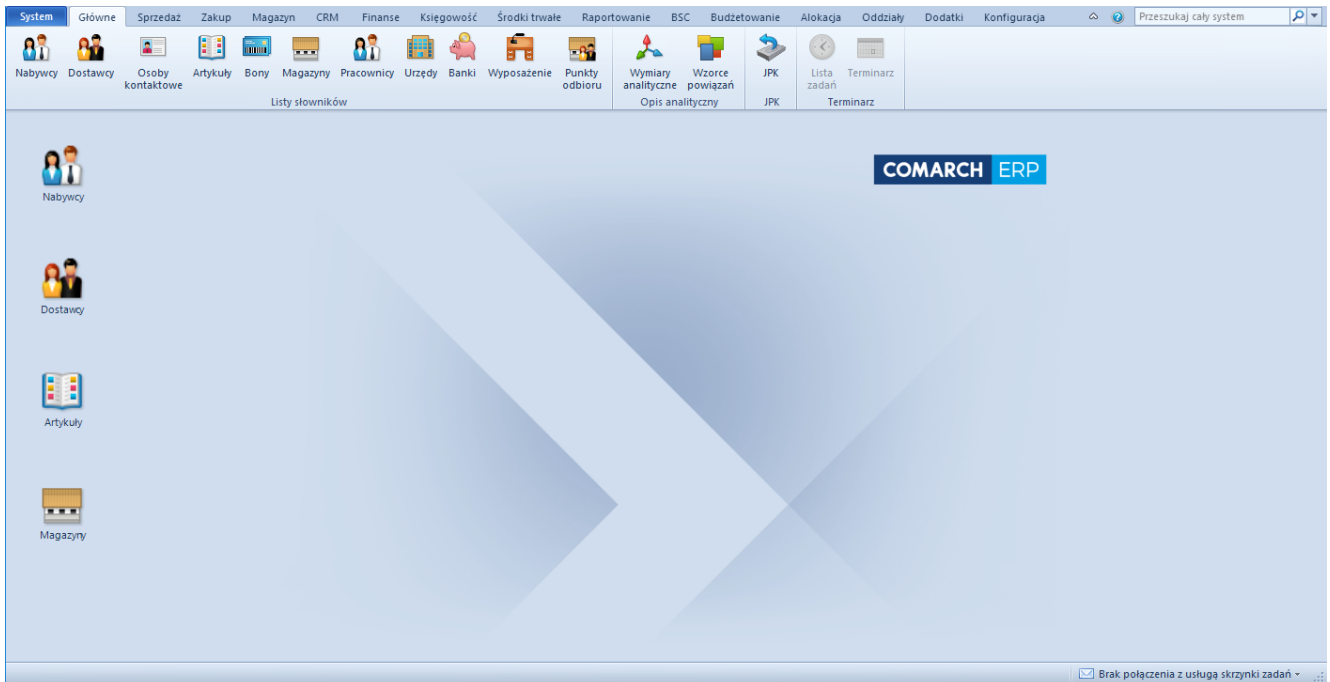 System Główne Sprzedaż Zakup Magazyn CRM Finanse Księgowość Środki trwałe Raportowanie BSC Budżetowanie Alokacja Oddziały Dodatki Konfiguracja Przeszukaj cały system
Nabywcy Dostawcy Osoby kontaktowe Artykuły Bony Magazyny Pracownicy Urzędy Banki Wyposażenie Punkty odbioru Wymiary analityczne Wzorce powiązań JPK Lista zadań Terminarz
Listy słowników Opis analityczny JPK Terminarz
COMARCH ERP
Nabywcy
Dostawcy
Artykuły
Magazyny
Brak połączenia z usługą skrzynki zadań